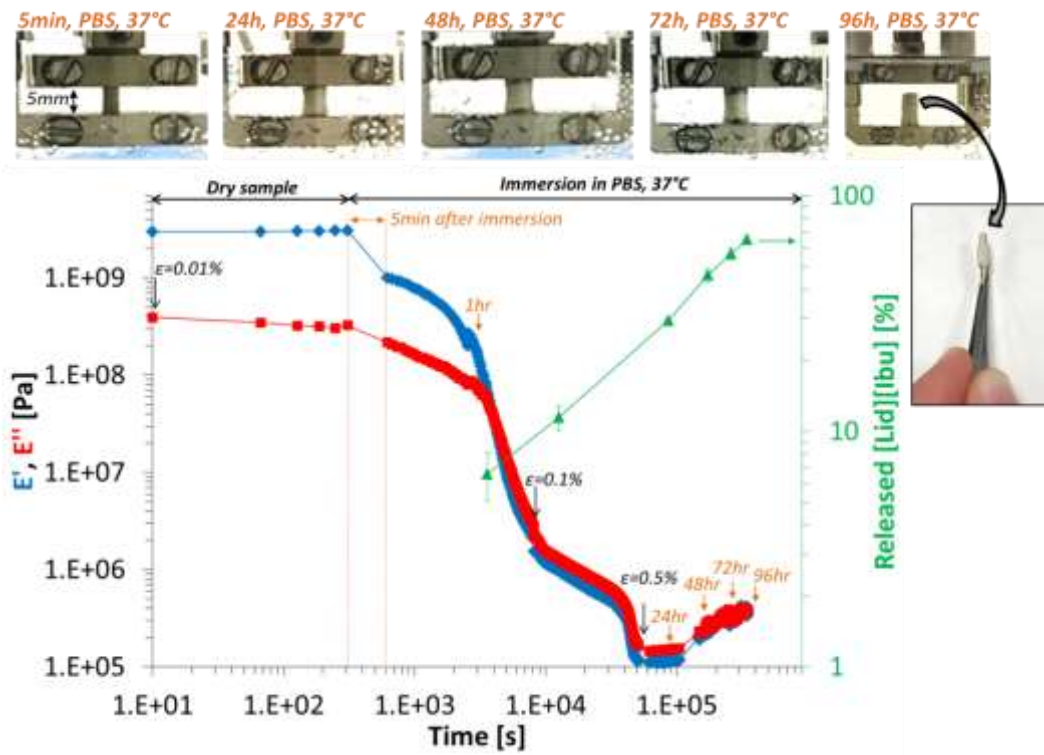 5min, PBS, 37°C
24h, PBS, 37°C
48h, PBS, 37°C
72h, PBS, 37°C
96h, PBS, 37°C
5mm
Dry sample
Immersion in PBS, 37°C
5min after immersion
ε=0.01%
1hr
ε=0.1%
ε=0.5%
24hr
48hr
72hr
96hr
E', E'' [Pa]
1.E+09
1.E+08
1.E+07
1.E+06
1.E+05
1.E+01
1.E+02
1.E+03
1.E+04
1.E+05
Time [s]
100
10
1
Released [Lid][Ibu] [%]